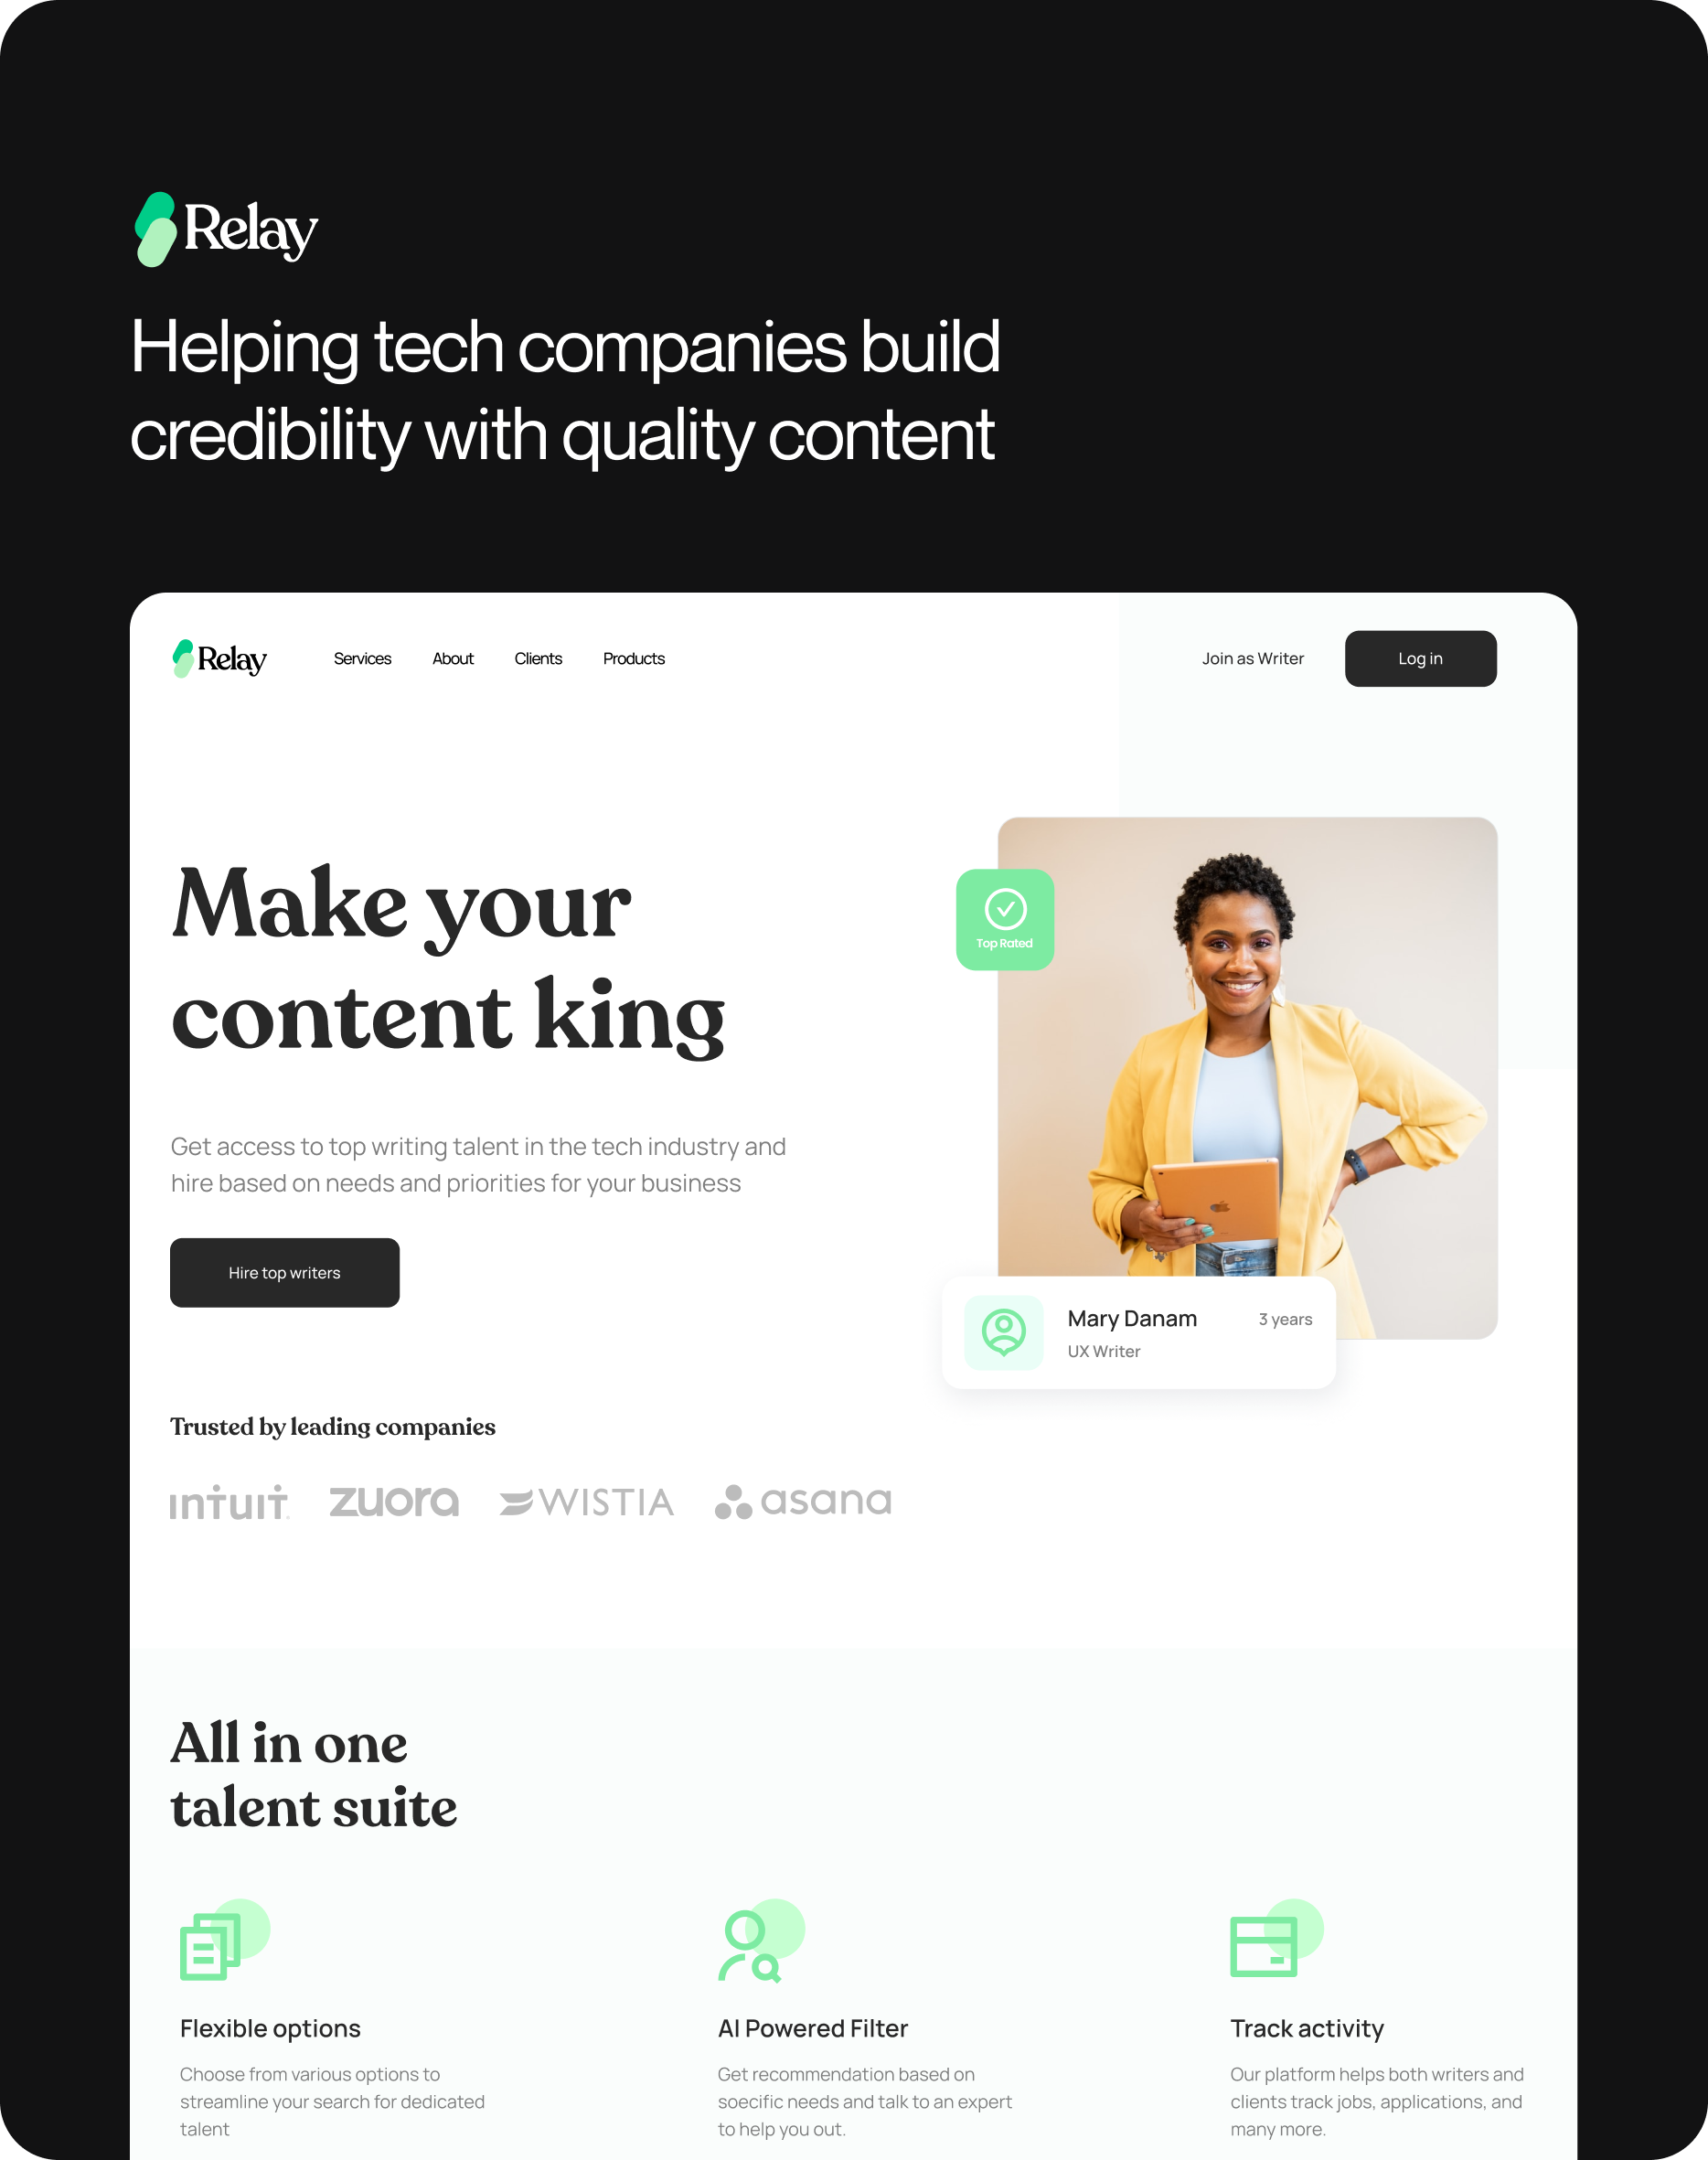 Relay
Helping tech companies build
credibility with quality content
Relay
Services
About
Clients
Products
Join as Writer
Log in
Make your
content king
Top Rated
Get access to top writing talent in the tech industry and
hire based on needs and priorities for your business
Hire top writers
Mary Danam
3 years
UX Writer
Trusted by leading companies
intuit
zuora
WISTIA
asana
All in one
talent suite
Flexible options
Choose from various options to
streamline your search for dedicated
talent
AI Powered Filter
Get recommendation based on
soecific needs and talk to an expert
to help you out.
Track activity
Our platform helps both writers and
clients track jobs, applications, and
many more.